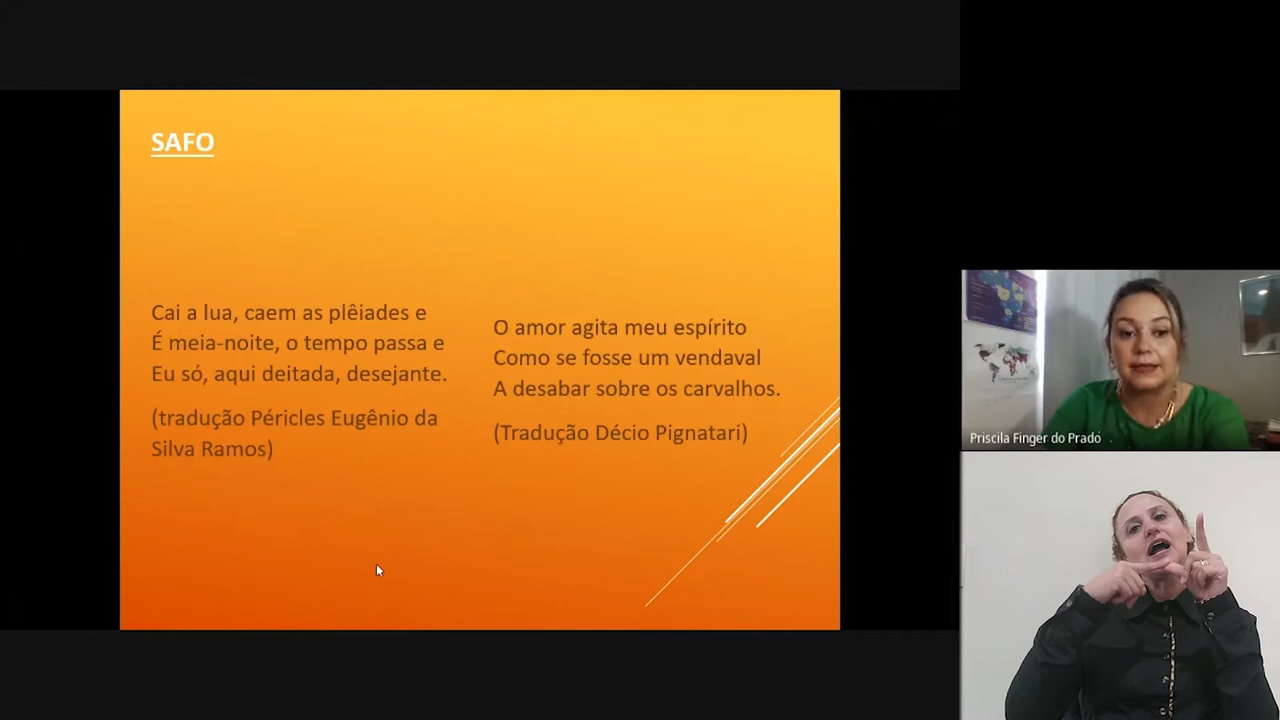 SAFO
Cai a lua, caem as plêiades e
É meia-noite, o tempo passa e
Eu só, aqui deitada, desejante.
(tradução Péricles Eugênio da
Silva Ramos)
O amor agita meu espírito
Como se fosse um vendaval
A desabar sobre os carvalhos.
(Tradução Décio Pignatari)
Priscila Finger do Prado